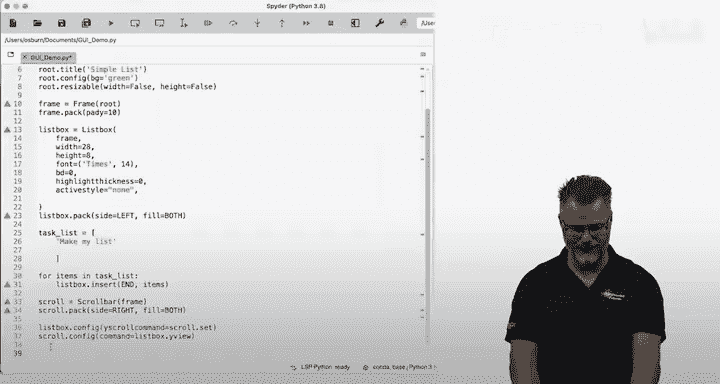 Spyder (Python 3.8)
/User
/Users/osburn/Documents/GUI_Demo.py
GUI_Demo.py*
6 root.title('Simple List')
7 root.config(bg='green')
8 root.resizable(width=False, height=False)
9
10 frame = Frame(root)
11 frame.pack(pady=10)
12
13 listbox = Listbox(
14 frame,
15 width=28,
16 height=8,
17 font=('Times', 14),
18 bd=0,
19 highlightthickness=0,
20 activestyle="none",
21
22 )
23 listbox.pack(side=LEFT, fill=BOTH)
24
25 task_list = [
26 'Make my list'
27
28 ]
29
30 for items in task_list:
31 listbox.insert(END, items)
32
33 scroll = Scrollbar(frame)
34 scroll.pack(side=RIGHT, fill=BOTH)
35
36 listbox.config(yscrollcommand=scroll.set)
37 scroll.config(command=listbox.yview)
38
39
LSP Python: ready conda: base (Python 3